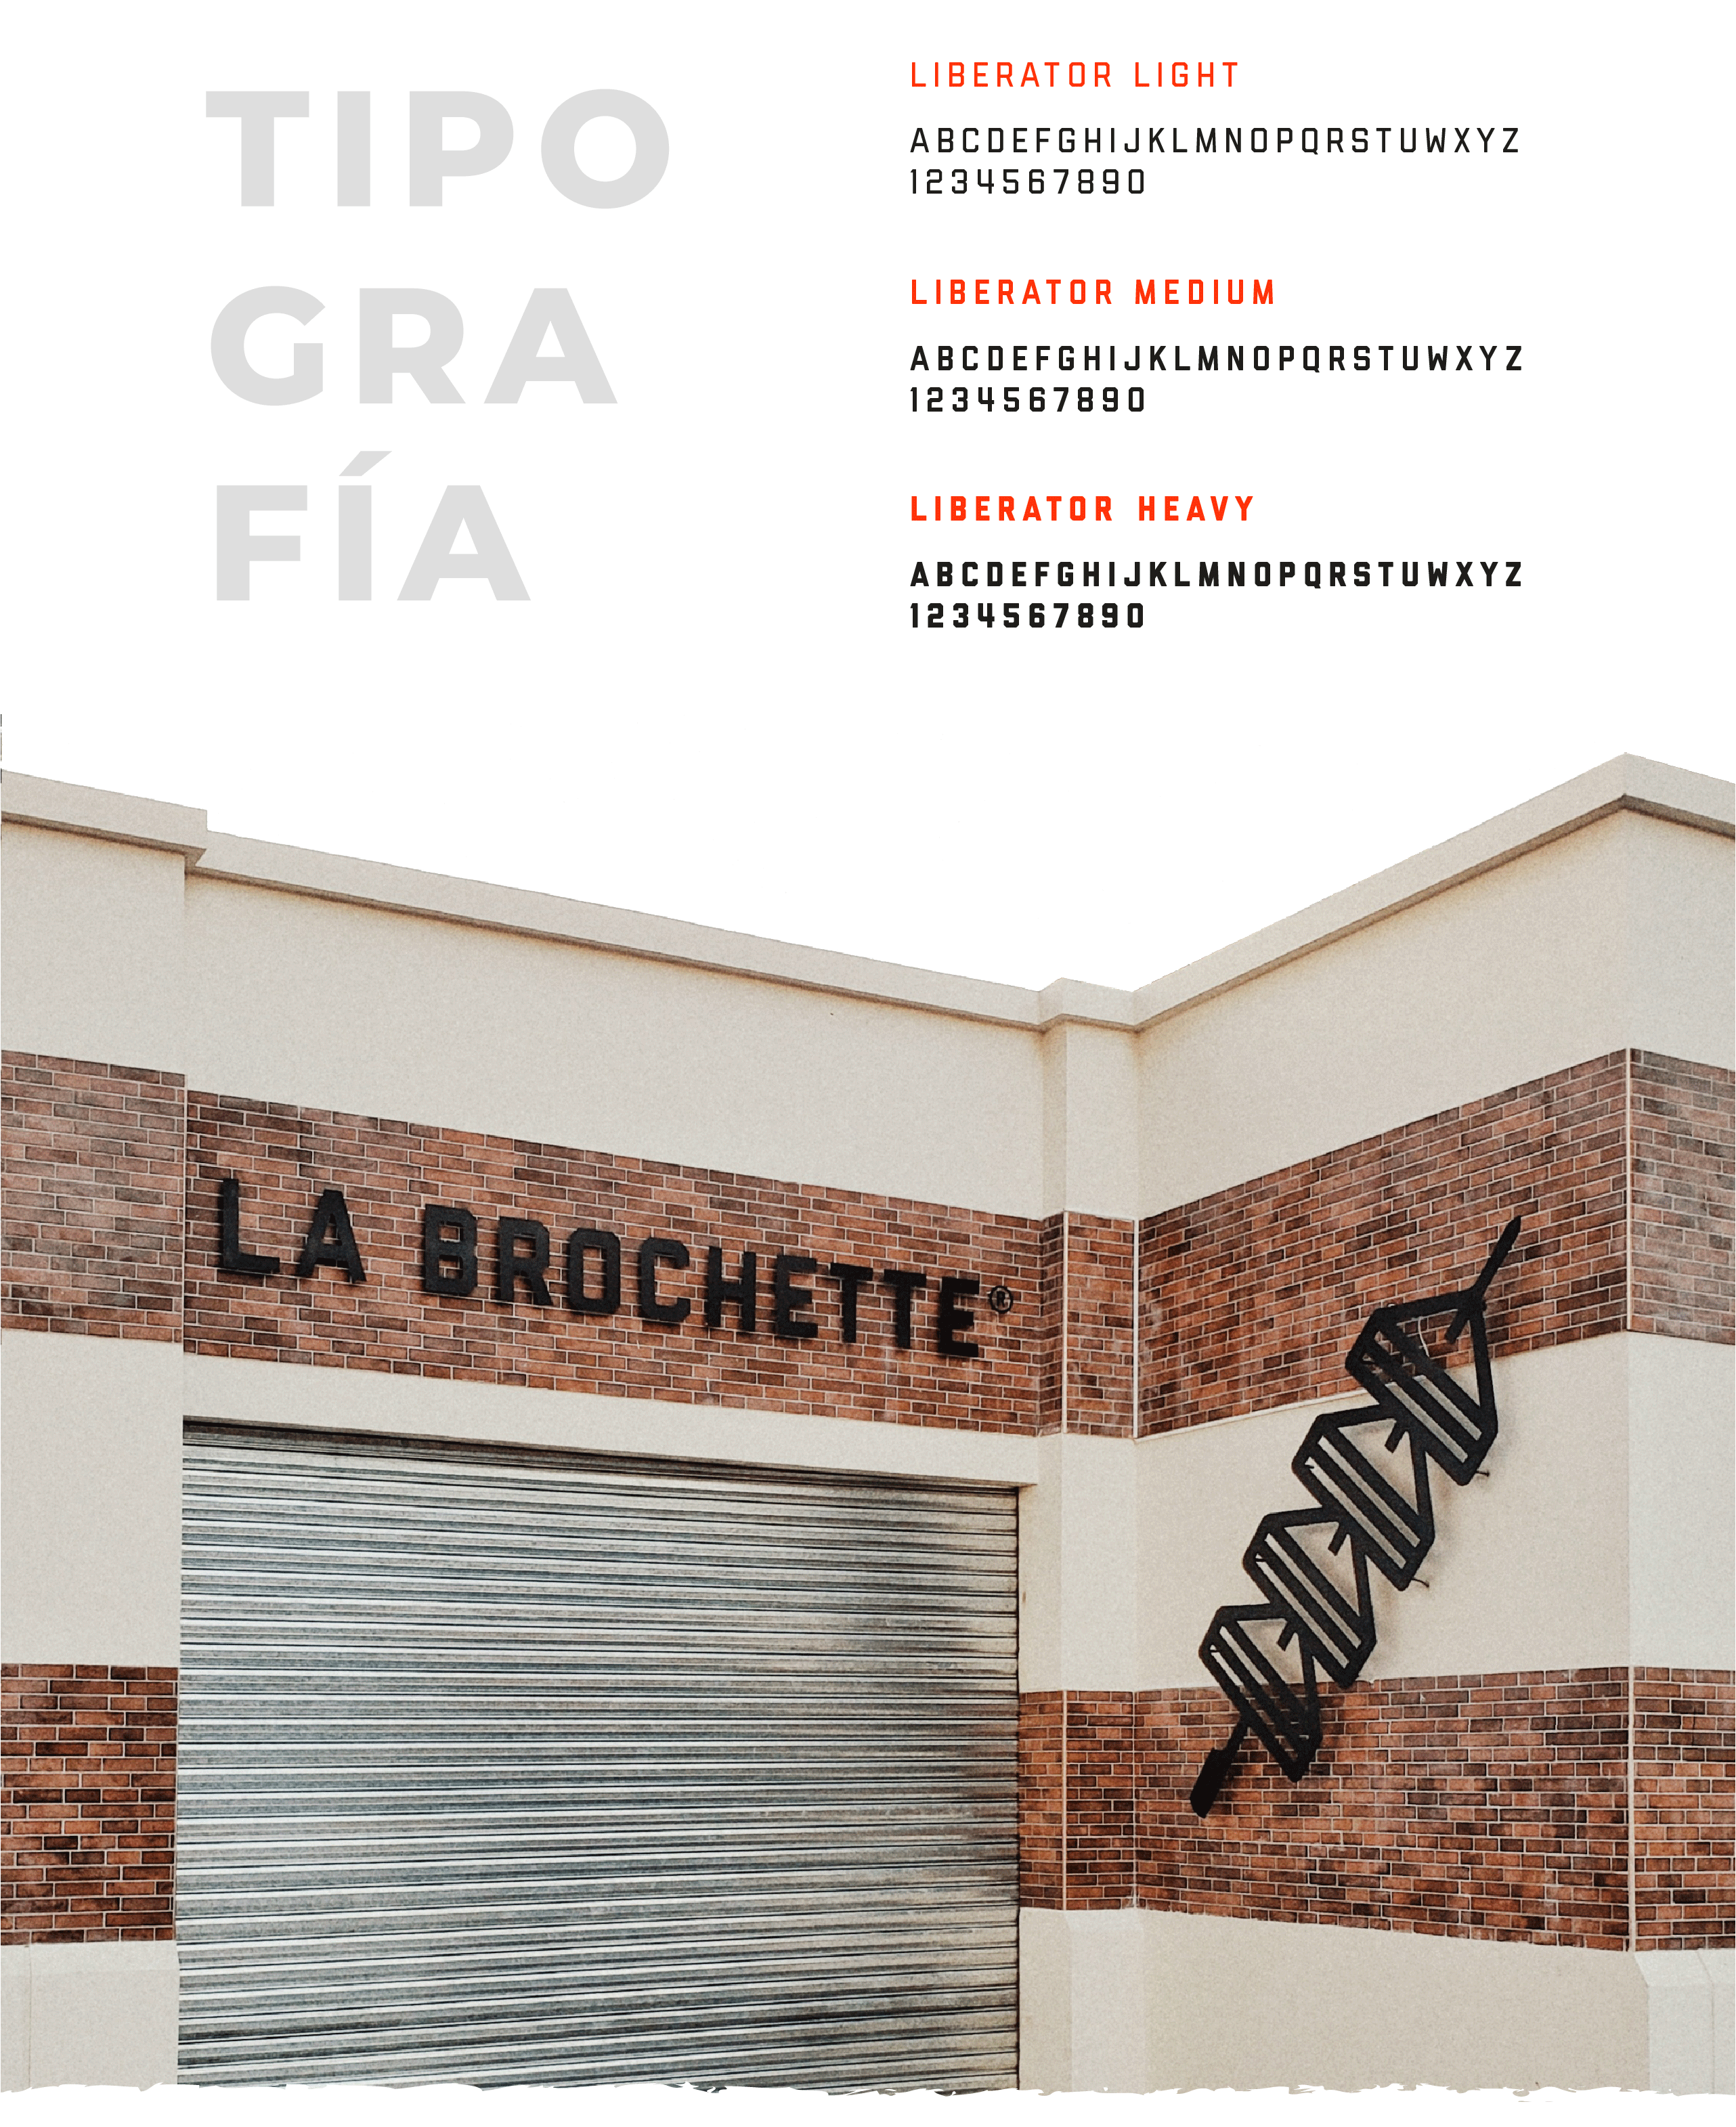 TIPO
GRA
FÍA
LIBERATOR LIGHT
ABCDEFGHIJKLMNOPQRSTUWXYZ
1234567890
LIBERATOR MEDIUM
ABCDEFGHIJKLMNOPQRSTUWXYZ
1234567890
LIBERATOR HEAVY
ABCDEFGHIJKLMNOPQRSTUWXYZ
1234567890
LA BROCHETTE®